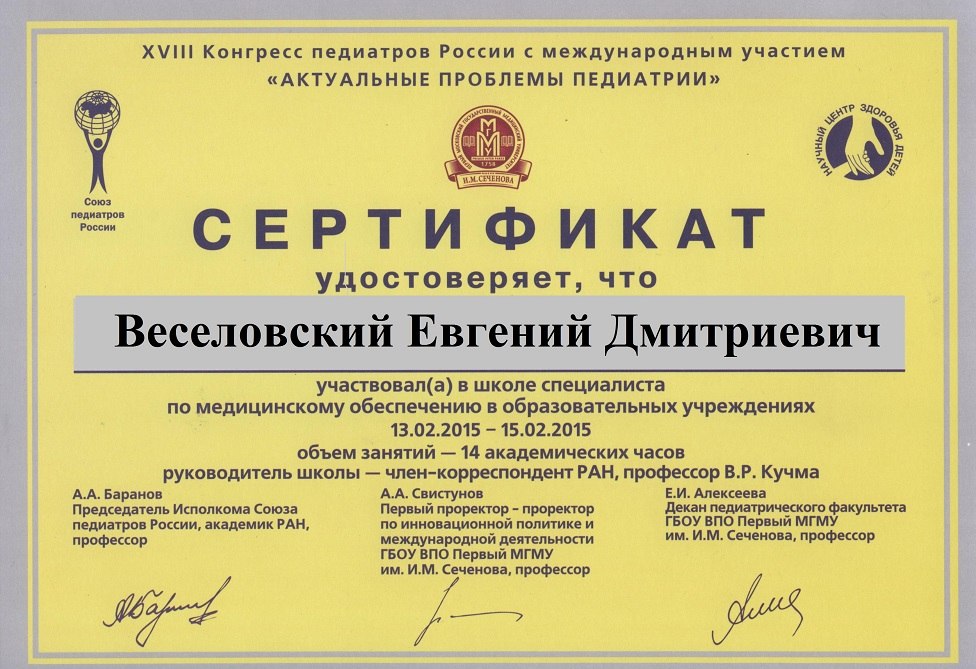 XVIII Конгресс педиатров России с международным участием
«АКТУАЛЬНЫЕ ПРОБЛЕМЫ ПЕДИАТРИИ»
Союз
педиатров
России
МГМУ
1758
И.М. СЕЧЕНОВА
НАУЧНЫЙ ЦЕНТР ЗДОРОВЬЯ ДЕТЕЙ
СЕРТИФИКАТ
удостоверяет, что
Веселовский Евгений Дмитриевич
участвовал(а) в школе специалиста
по медицинскому обеспечению в образовательных учреждениях
13.02.2015 – 15.02.2015
объем занятий — 14 академических часов
руководитель школы — член-корреспондент РАН, профессор В.Р. Кучма
А.А. Баранов
Председатель Исполкома Союза
педиатров России, академик РАН,
профессор
А.А. Свистунов
Первый проректор – проректор
по инновационной политике и
международной деятельности
ГБОУ ВПО Первый МГМУ
им. И.М. Сеченова, профессор
Е.И. Алексеева
Декан педиатрического факультета
ГБОУ ВПО Первый МГМУ
им. И.М. Сеченова, профессор